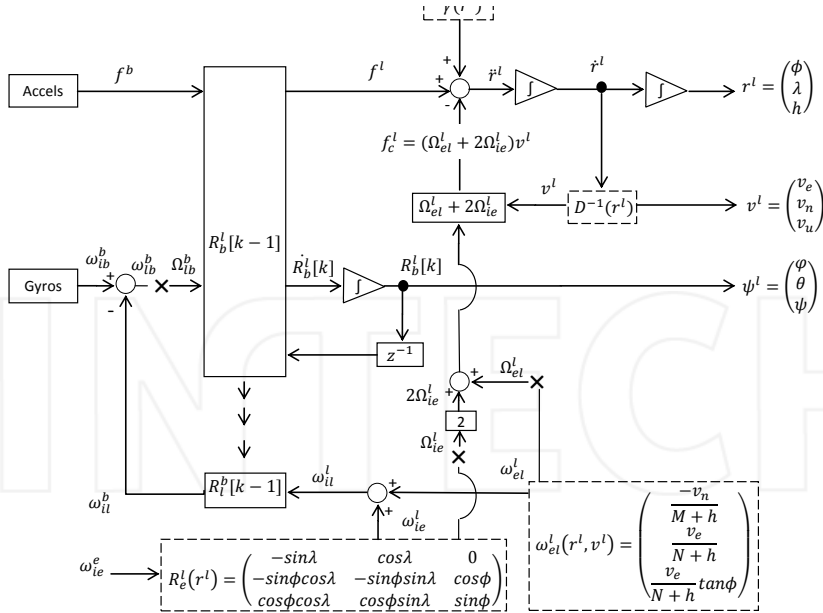 γ(r^l)
+
+
-
Accels
f^b
f^l
r̈^l
∫
ṙ^l
∫
r^l = (ϕ λ h)
f_c^l = (Ω_el^l + 2Ω_ie^l)v^l
Ω_el^l + 2Ω_ie^l
v^l
D^-1(r^l)
v^l = (v_e v_n v_u)
R_b^l[k − 1]
Gyros
ω_ib^b
+
-
ω_lb^b
Ω_lb^b
Ṙ_b^l[k]
∫
R_b^l[k]
ψ^l = (φ θ ψ)
z^-1
Ω_el^l
+
+
2Ω_ie^l
2
Ω_ie^l
ω_el^l
ω_il^b
R_l^b[k − 1]
ω_il^l
+
+
ω_ie^l
ω_ie^e
R_e^l(r^l) = (−sinλ cosλ 0
−sinϕcosλ −sinϕsinλ cosϕ
cosϕcosλ cosϕsinλ sinϕ)
ω_el^l(r^l, v^l) = (−v_n / M + h
v_e / N + h
v_e / N + h tanϕ)
INTECH